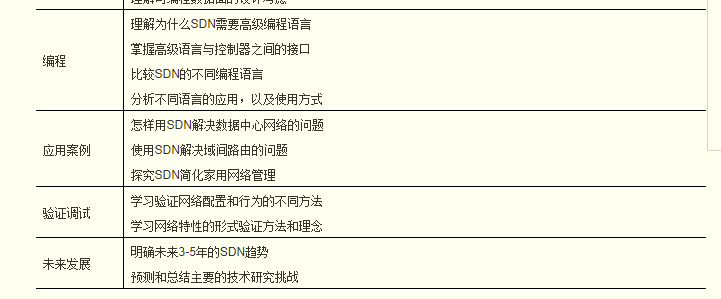 编程
理解为什么SDN需要高级编程语言
掌握高级语言与控制器之间的接口
比较SDN的不同编程语言
分析不同语言的应用，以及使用方式
应用案例
怎样用SDN解决数据中心网络的问题
使用SDN解决域间路由的问题
探究SDN简化家用网络管理
验证调试
学习验证网络配置和行为的不同方法
学习网络特性的形式验证方法和理念
未来发展
明确未来3-5年的SDN趋势
预测和总结主要的技术研究挑战